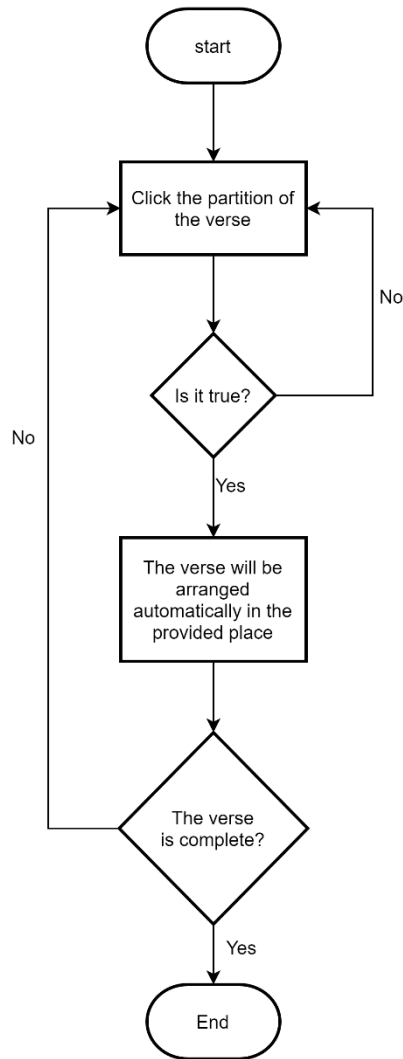 start
Click the partition of
the verse
No
Is it true?
No
Yes
The verse will be
arranged
automatically in the
provided place
The verse
is complete?
Yes
End